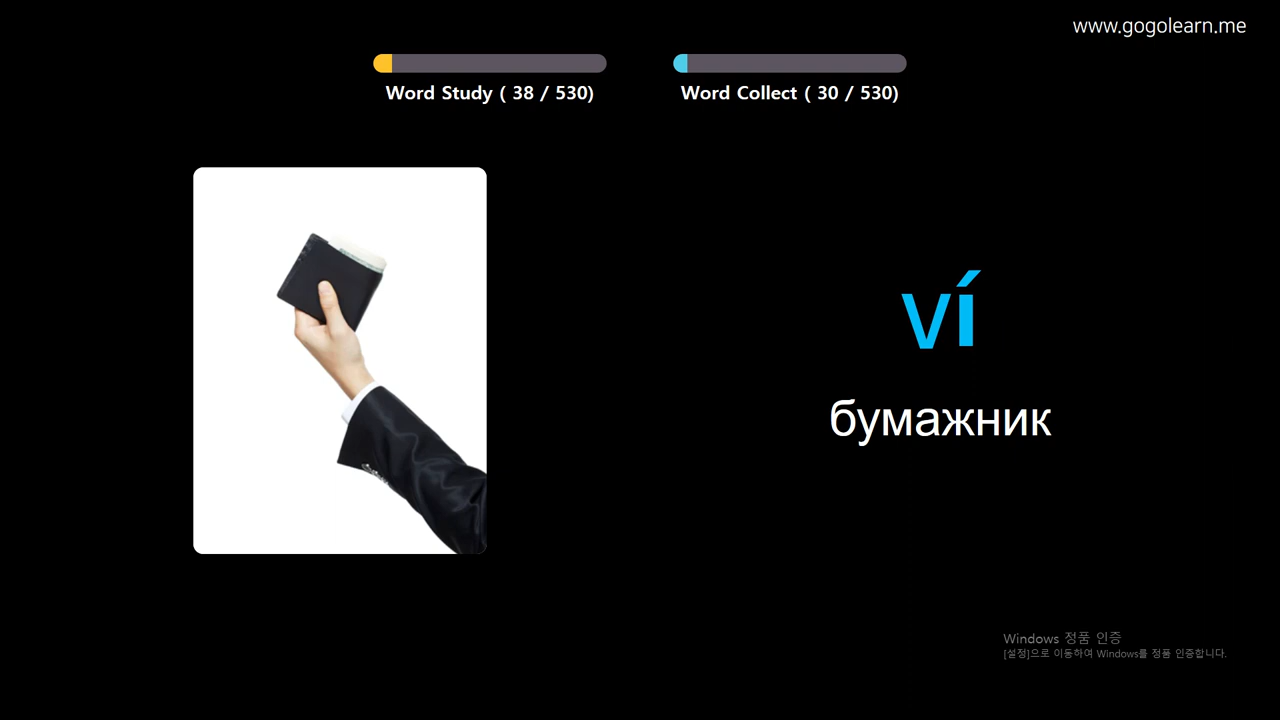 www.gogolearn.me
Word Study ( 38 / 530)
Word Collect ( 30 / 530)
ví
бумажник
Windows 정품 인증
[설정]으로 이동하여 Windows를 정품 인증합니다.